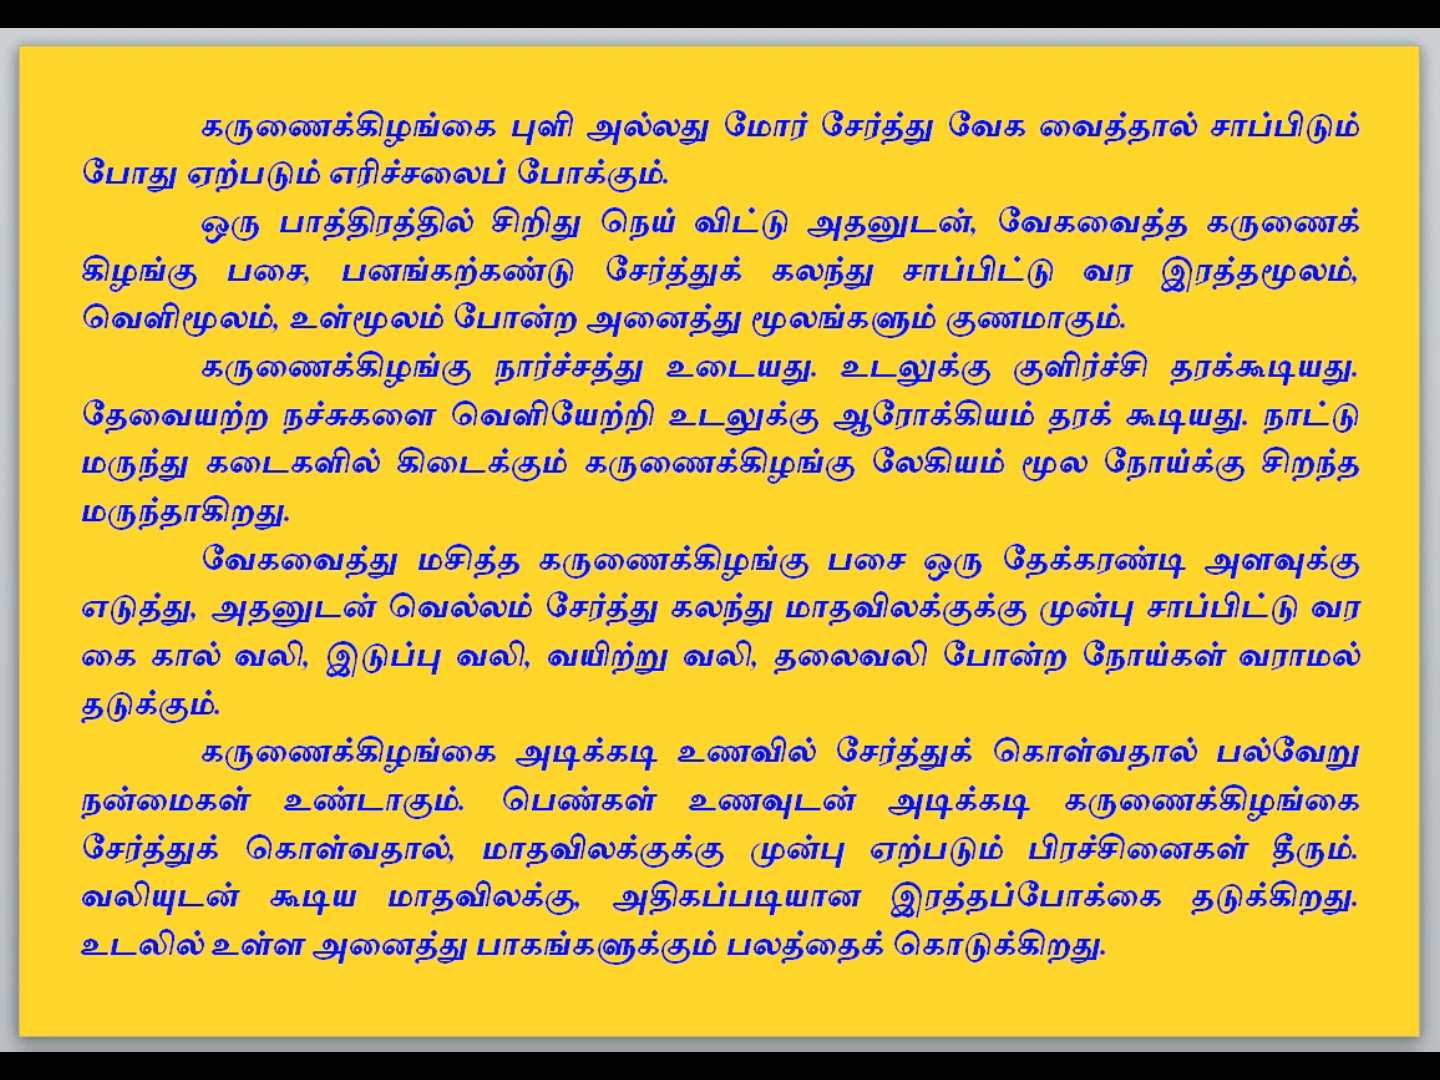 கருணைக்கிழங்கை புளி அல்லது மோர் சேர்த்து வேக வைத்தால் சாப்பிடும்
போது ஏற்படும் எரிச்சலைப் போக்கும்.
ஒரு பாத்திரத்தில் சிறிது நெய் விட்டு அதனுடன், வேகவைத்த கருணைக்
கிழங்கு பசை, பனங்கற்கண்டு சேர்த்துக் கலந்து சாப்பிட்டு வர இரத்தமூலம்,
வெளிமூலம், உள்மூலம் போன்ற அனைத்து மூலங்களும் குணமாகும்.
கருணைக்கிழங்கு நார்ச்சத்து உடையது. உடலுக்கு குளிர்ச்சி தரக்கூடியது.
தேவையற்ற நச்சுகளை வெளியேற்றி உடலுக்கு ஆரோக்கியம் தரக் கூடியது. நாட்டு
மருந்து கடைகளில் கிடைக்கும் கருணைக்கிழங்கு லேகியம் மூல நோய்க்கு சிறந்த
மருந்தாகிறது.
வேகவைத்து மசித்த கருணைக்கிழங்கு பசை ஒரு தேக்கரண்டி அளவுக்கு
எடுத்து, அதனுடன் வெல்லம் சேர்த்து கலந்து மாதவிலக்குக்கு முன்பு சாப்பிட்டு வர
கை கால் வலி, இடுப்பு வலி, வயிற்று வலி, தலைவலி போன்ற நோய்கள் வராமல்
தடுக்கும்.
கருணைக்கிழங்கை அடிக்கடி உணவில் சேர்த்துக் கொள்வதால் பல்வேறு
நன்மைகள் உண்டாகும். பெண்கள் உணவுடன் அடிக்கடி கருணைக்கிழங்கை
சேர்த்துக் கொள்வதால், மாதவிலக்குக்கு முன்பு ஏற்படும் பிரச்சினைகள் தீரும்.
வலியுடன் கூடிய மாதவிலக்கு, அதிகப்படியான இரத்தப்போக்கை தடுக்கிறது.
உடலில் உள்ள அனைத்து பாகங்களுக்கும் பலத்தைக் கொடுக்கிறது.